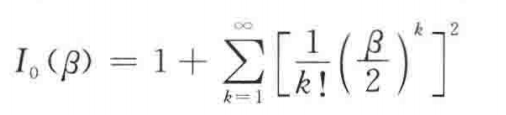 I₀(β) = 1 + ∑_{k=1}^{∞} [ 1/k! (β/2)^k ]²